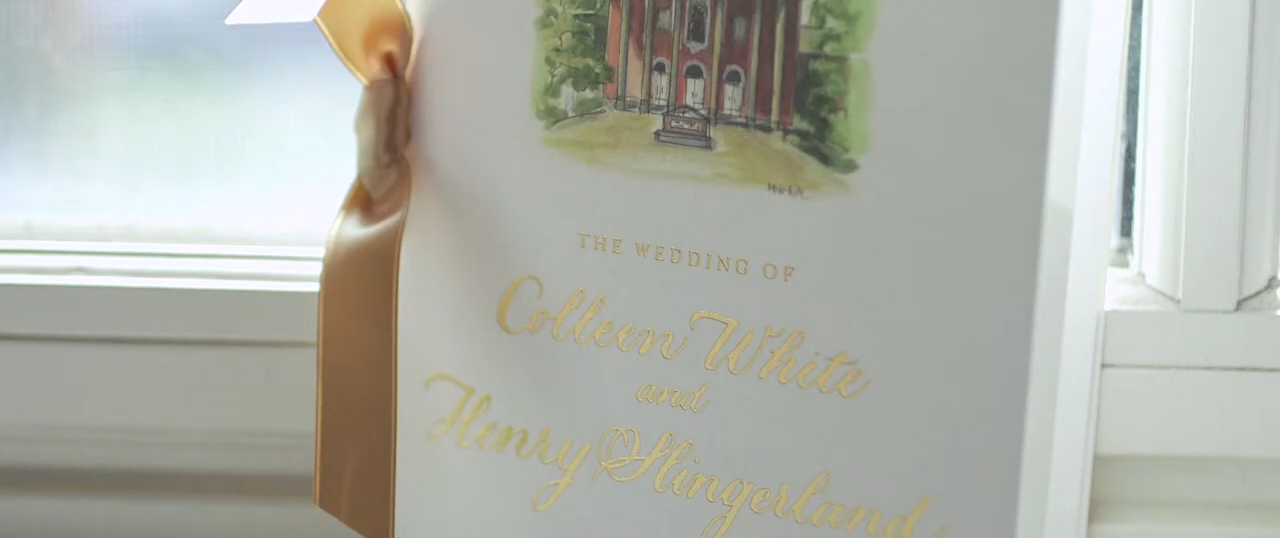 THE WEDDING OF
Colleen White
and
Henry Slingerland